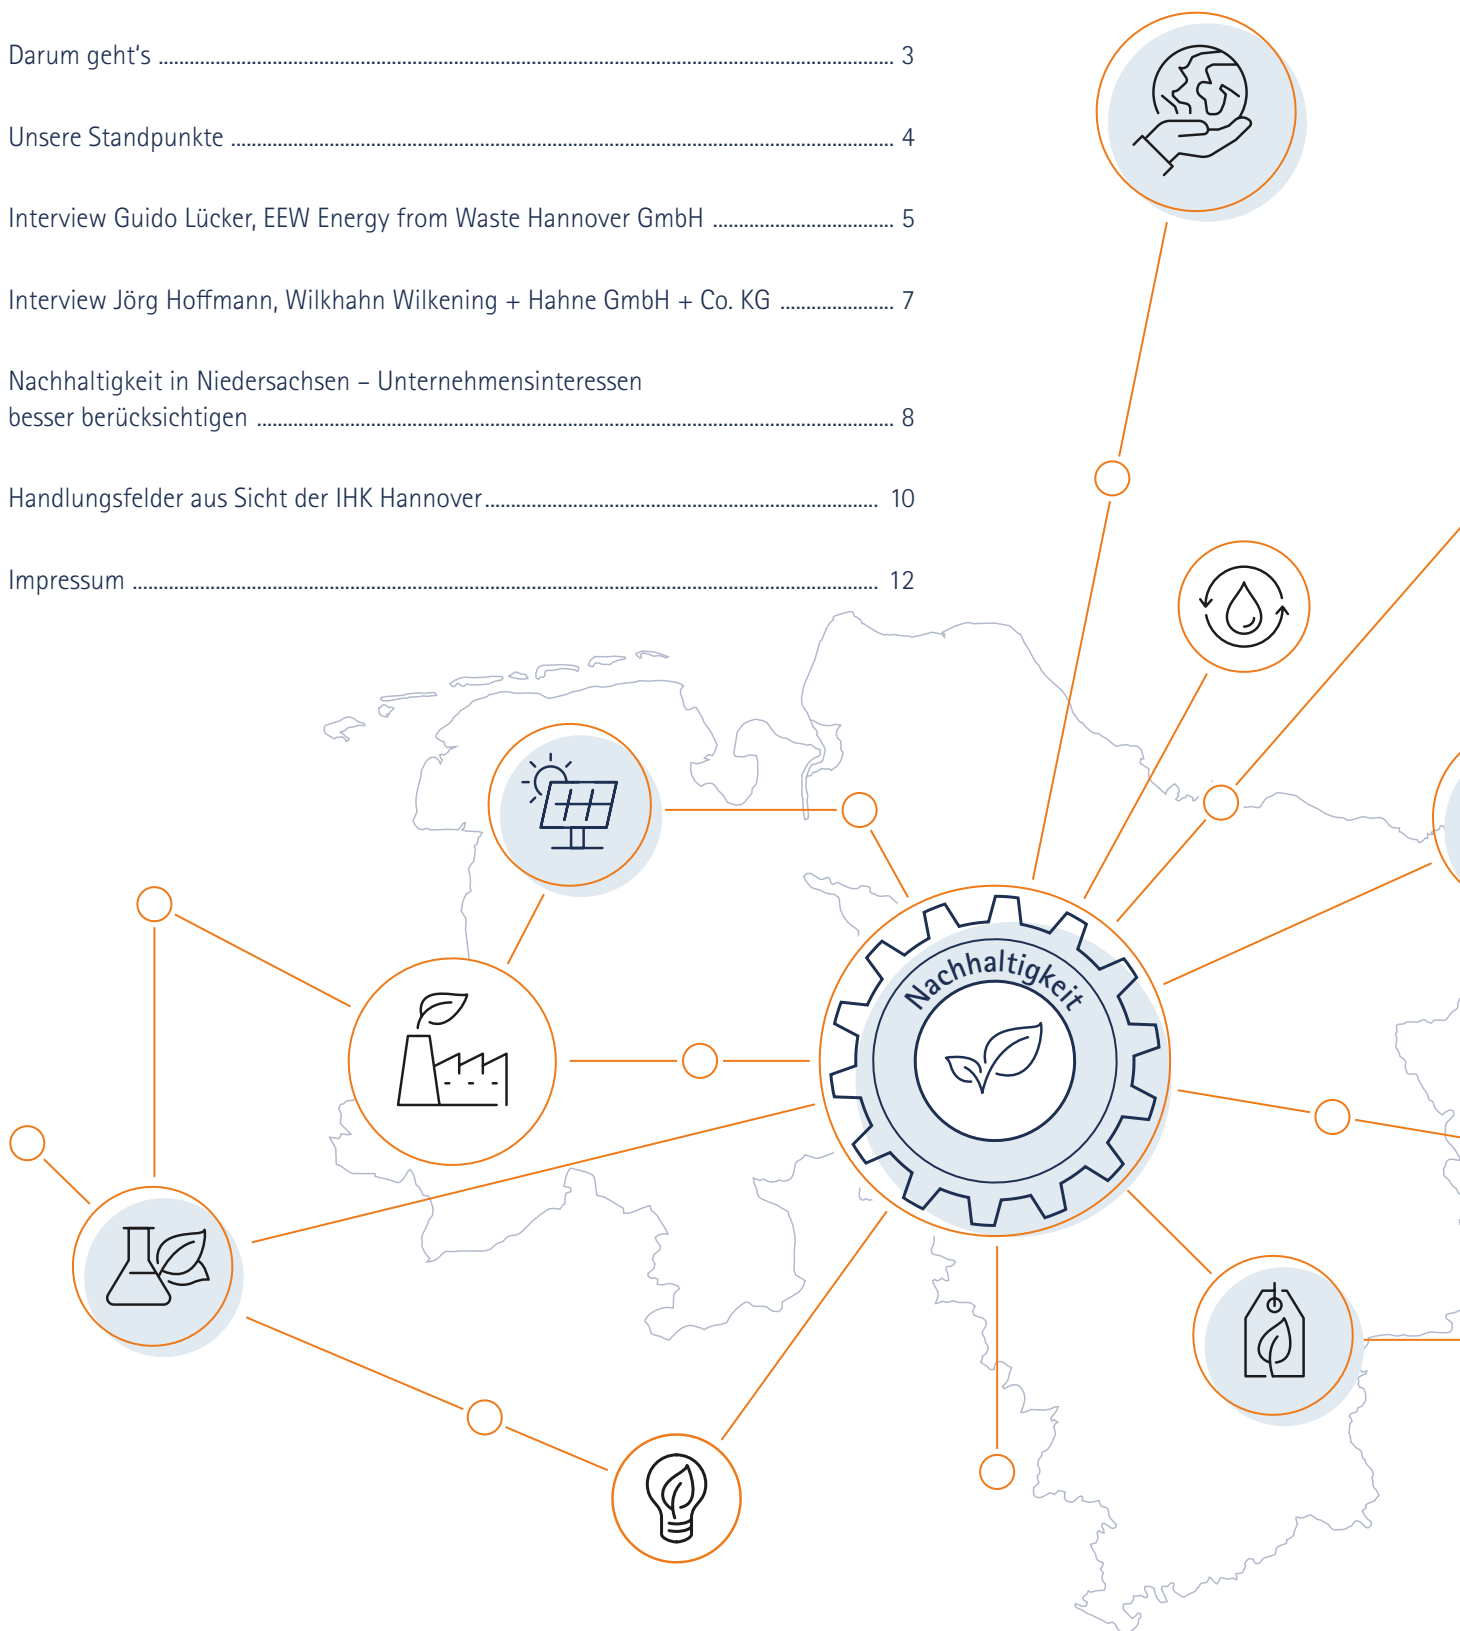 Darum geht's ........ 3
Unsere Standpunkte ........ 4
Interview Guido Lücker, EEW Energy from Waste Hannover GmbH ........ 5
Interview Jörg Hoffmann, Wilkhahn Wilkening + Hahne GmbH + Co. KG ........ 7
Nachhaltigkeit in Niedersachsen – Unternehmensinteressen
besser berücksichtigen ........ 8
Handlungsfelder aus Sicht der IHK Hannover ........ 10
Impressum ........ 12
Nachhaltigkeit